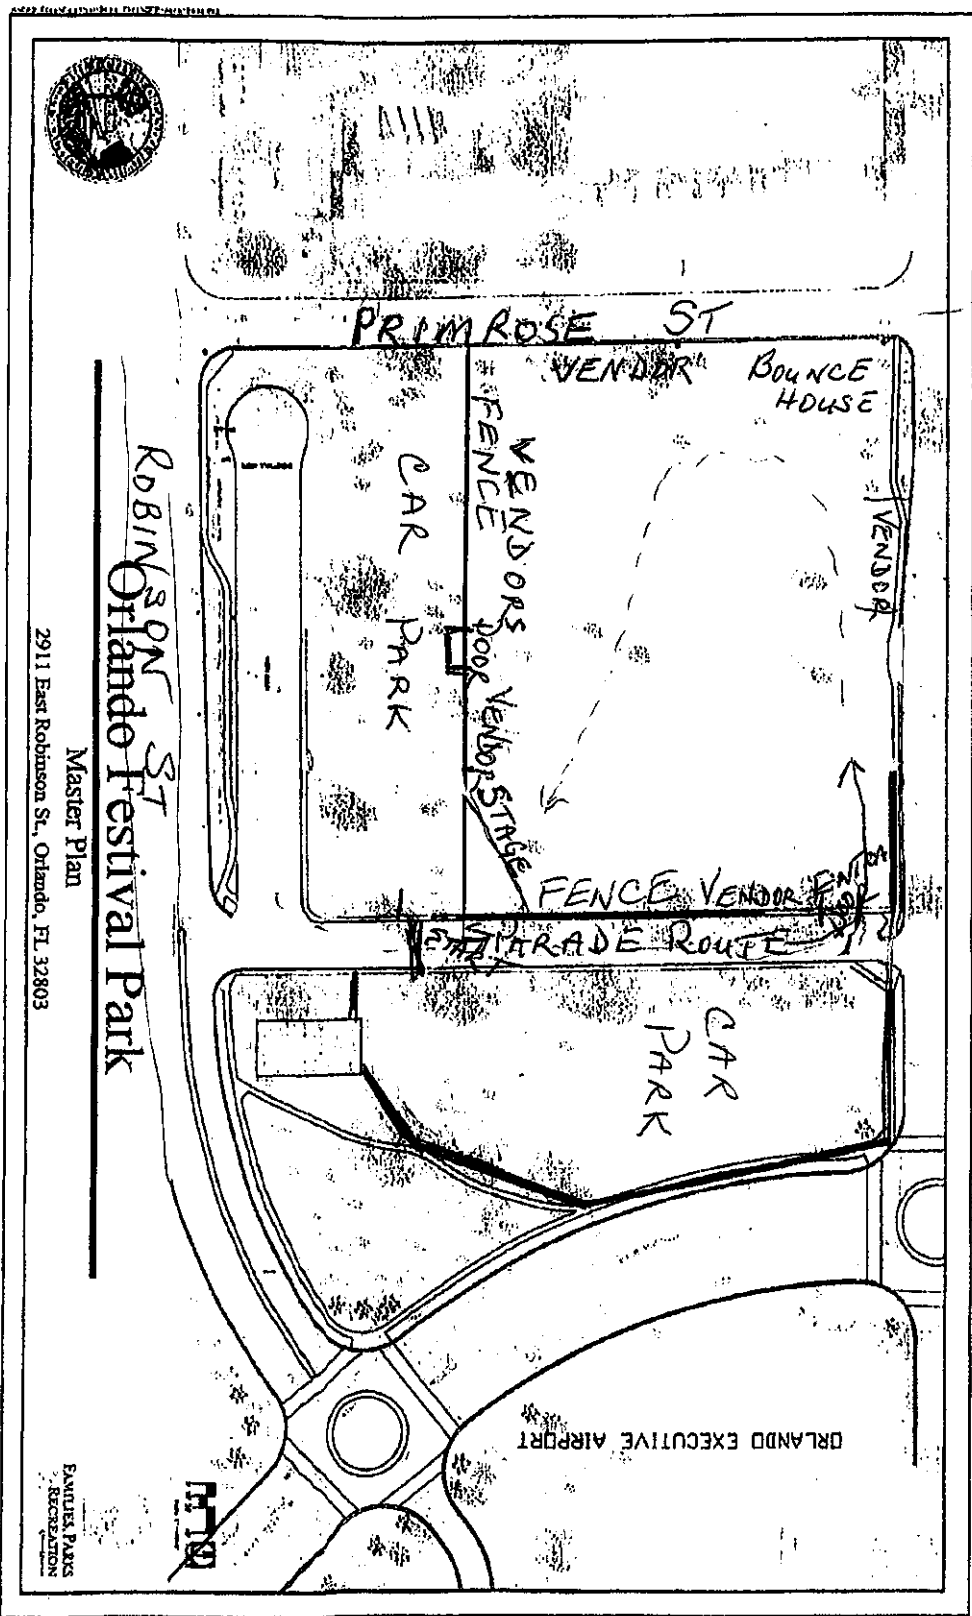 PRIMROSE ST
VENDOR
BOUNCE
HOUSE
FENCE
VENDORS
CAR PARK
VENDOR
DOOR
VENDOR
STAGE
FENCE VENDOR
PARADE ROUTE
START
CAR
PARK
ROBINSON ST
Orlando Festival Park
Master Plan
2911 East Robinson St., Orlando, FL 32803
ORLANDO EXECUTIVE AIRPORT
FAMILIES, PARKS
RECREATION